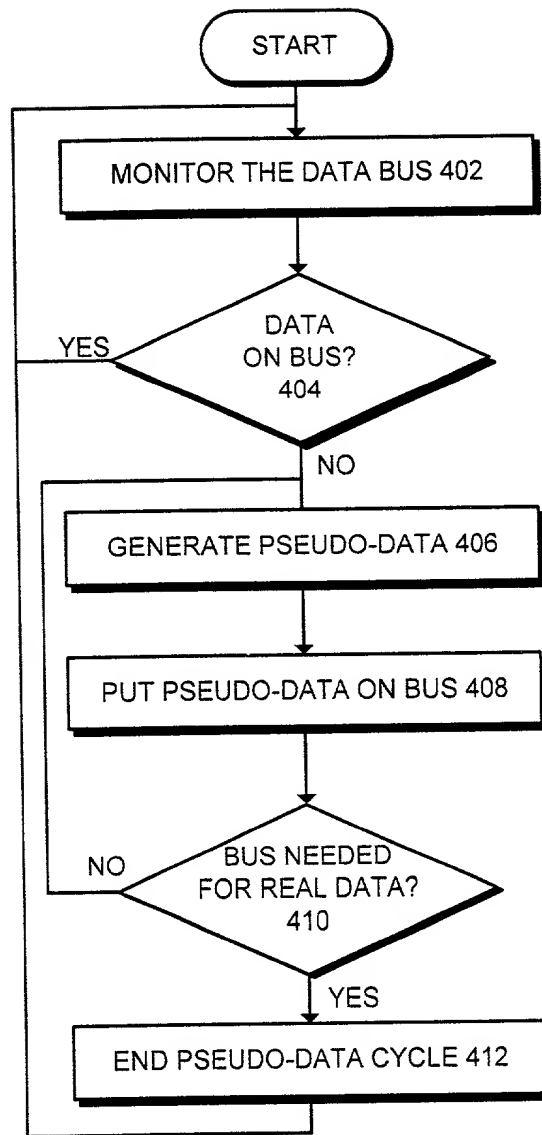 START
MONITOR THE DATA BUS 402
DATA
ON BUS?
404
YES
NO
GENERATE PSEUDO-DATA 406
PUT PSEUDO-DATA ON BUS 408
BUS NEEDED
FOR REAL DATA?
410
NO
YES
END PSEUDO-DATA CYCLE 412